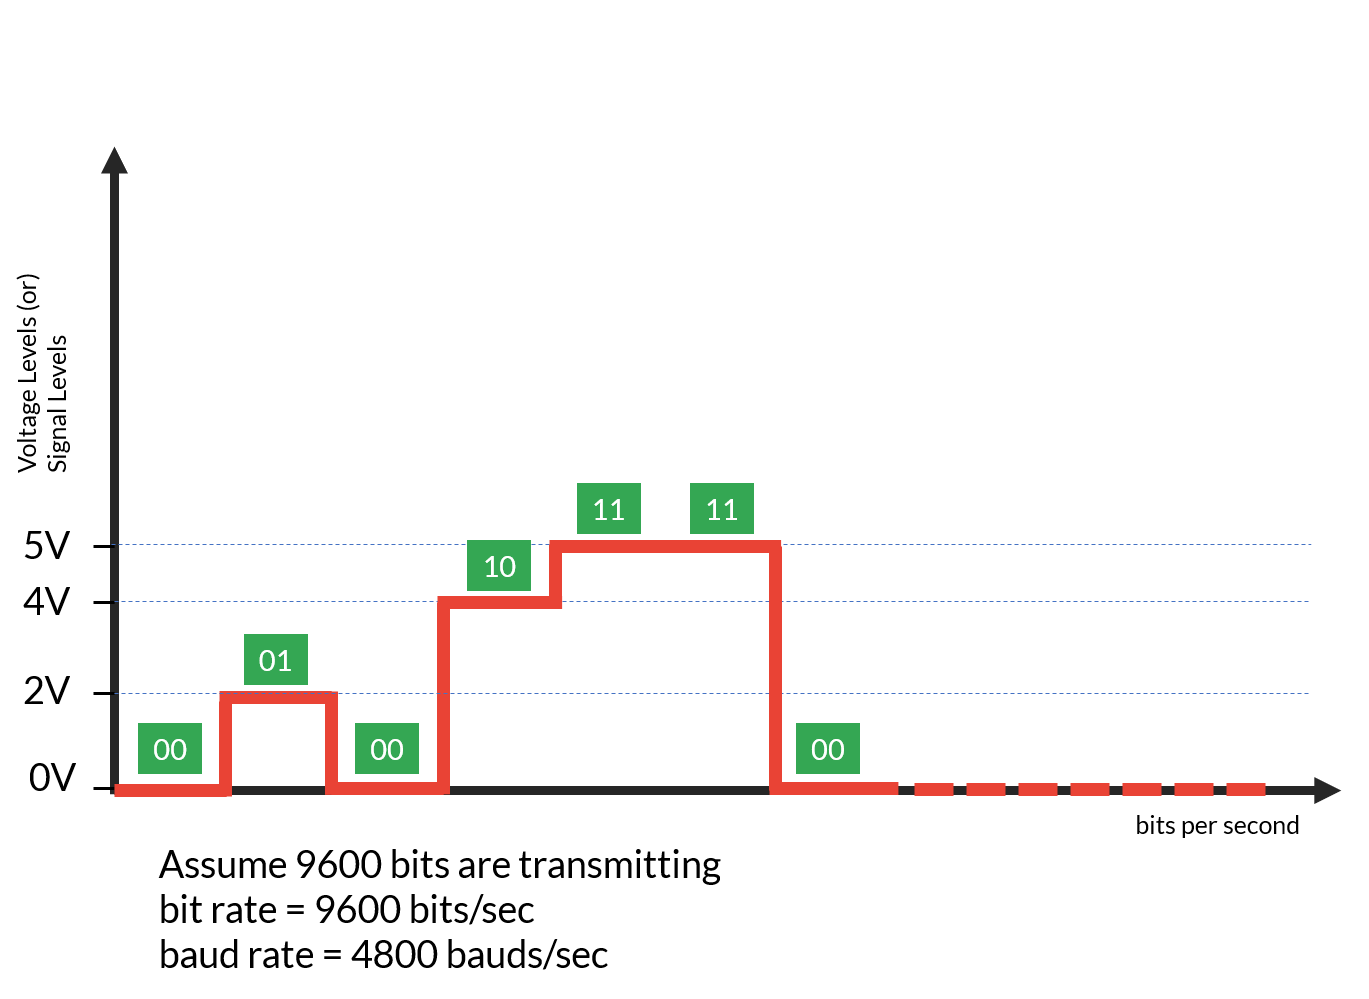 Voltage Levels (or)
Signal Levels
11 11
5V
10
4V
01
2V
00 00 00
0V
bits per second
Assume 9600 bits are transmitting
bit rate = 9600 bits/sec
baud rate = 4800 bauds/sec